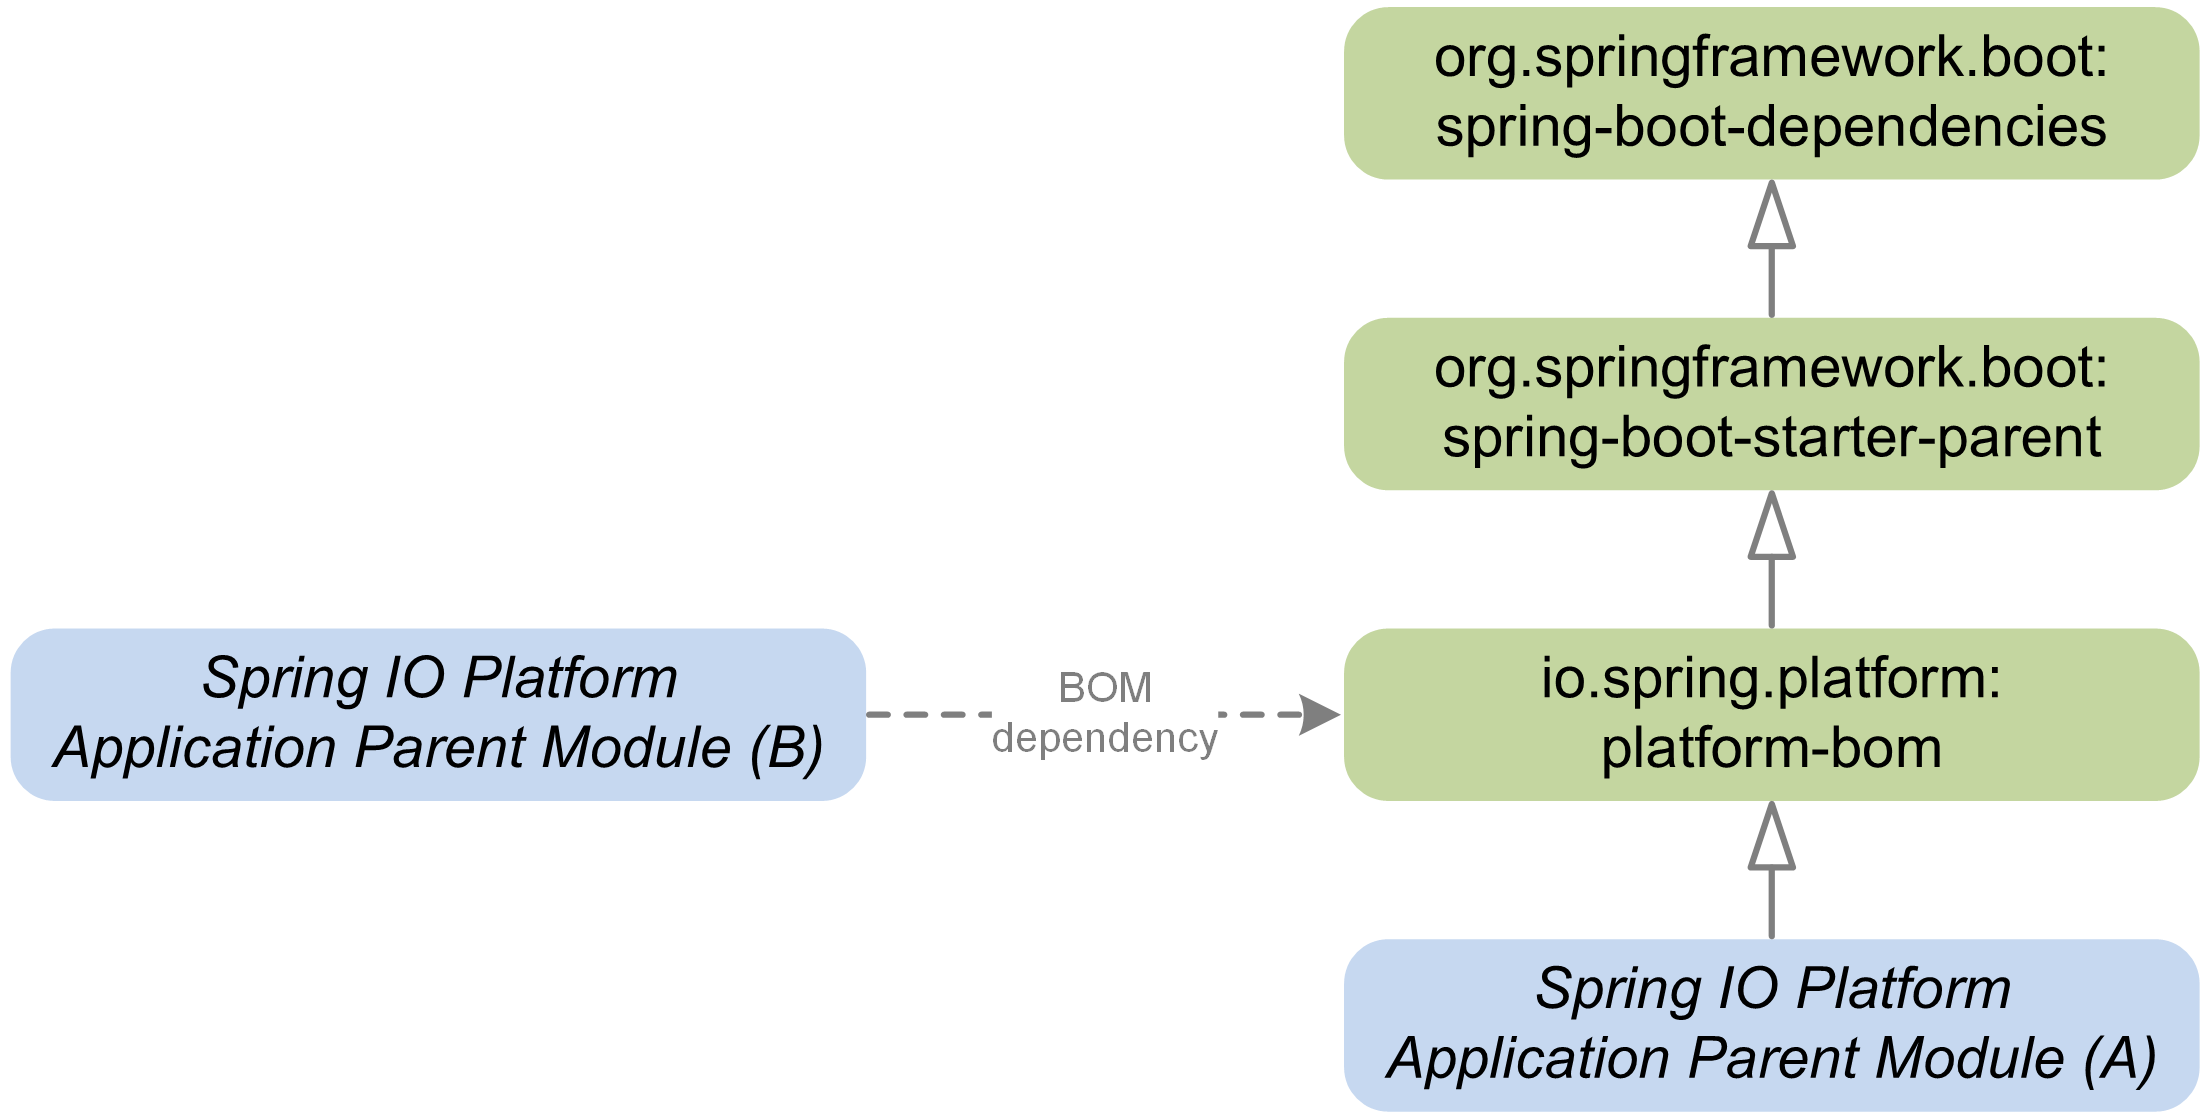 org.springframework.boot:
spring-boot-dependencies
org.springframework.boot:
spring-boot-starter-parent
Spring IO Platform
Application Parent Module (B)
BOM
dependency
io.spring.platform:
platform-bom
Spring IO Platform
Application Parent Module (A)